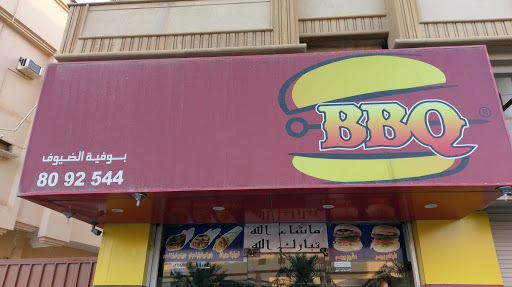 BBQ
®
بوفية الضيوف
80 92 544
ماشاء الله
تبارك الله